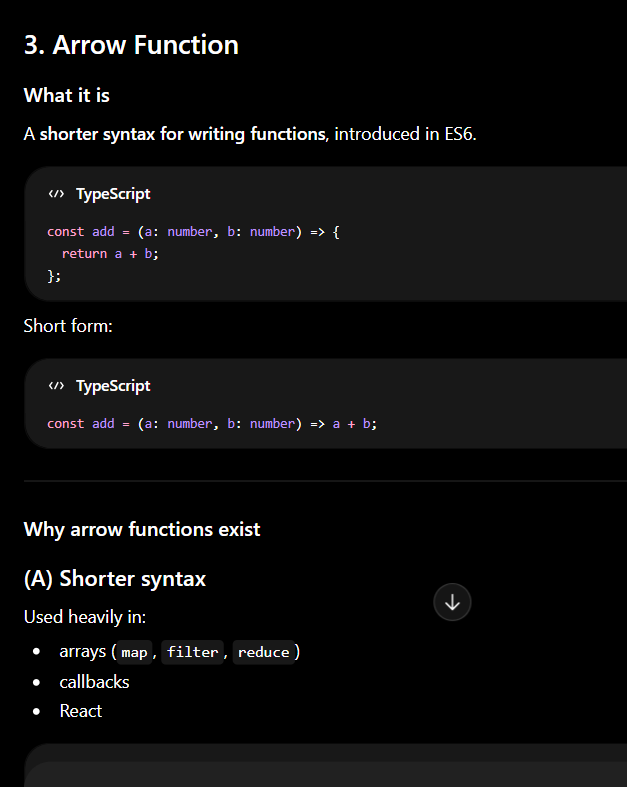 3. Arrow Function
What it is
A shorter syntax for writing functions, introduced in ES6.
</> TypeScript
const add = (a: number, b: number) => {
  return a + b;
};
Short form:
</> TypeScript
const add = (a: number, b: number) => a + b;
Why arrow functions exist
(A) Shorter syntax
Used heavily in:
• arrays (map, filter, reduce)
• callbacks
• React